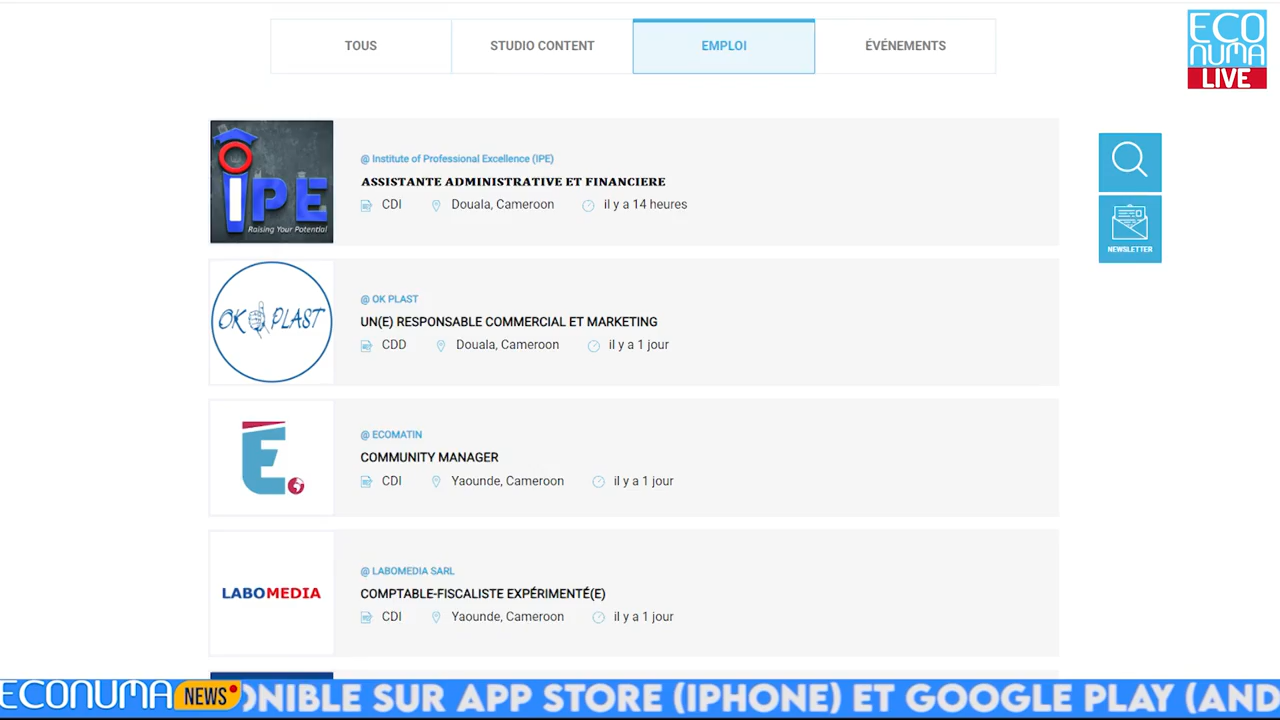 TOUS
STUDIO CONTENT
EMPLOI
ÉVÉNEMENTS
ECO
NUMA
LIVE
IPE
Raising Your Potential
@ Institute of Professional Excellence (IPE)
ASSISTANTE ADMINISTRATIVE ET FINANCIERE
CDI Douala, Cameroon il y a 14 heures
NEWSLETTER
OK PLAST
@ OK PLAST
UN(E) RESPONSABLE COMMERCIAL ET MARKETING
CDD Douala, Cameroon il y a 1 jour
E
@ ECOMATIN
COMMUNITY MANAGER
CDI Yaounde, Cameroon il y a 1 jour
LABOMEDIA
@ LABOMEDIA SARL
COMPTABLE-FISCALISTE EXPÉRIMENTÉ(E)
CDI Yaounde, Cameroon il y a 1 jour
ECONUMA NEWS ONIBLE SUR APP STORE (IPHONE) ET GOOGLE PLAY (AND